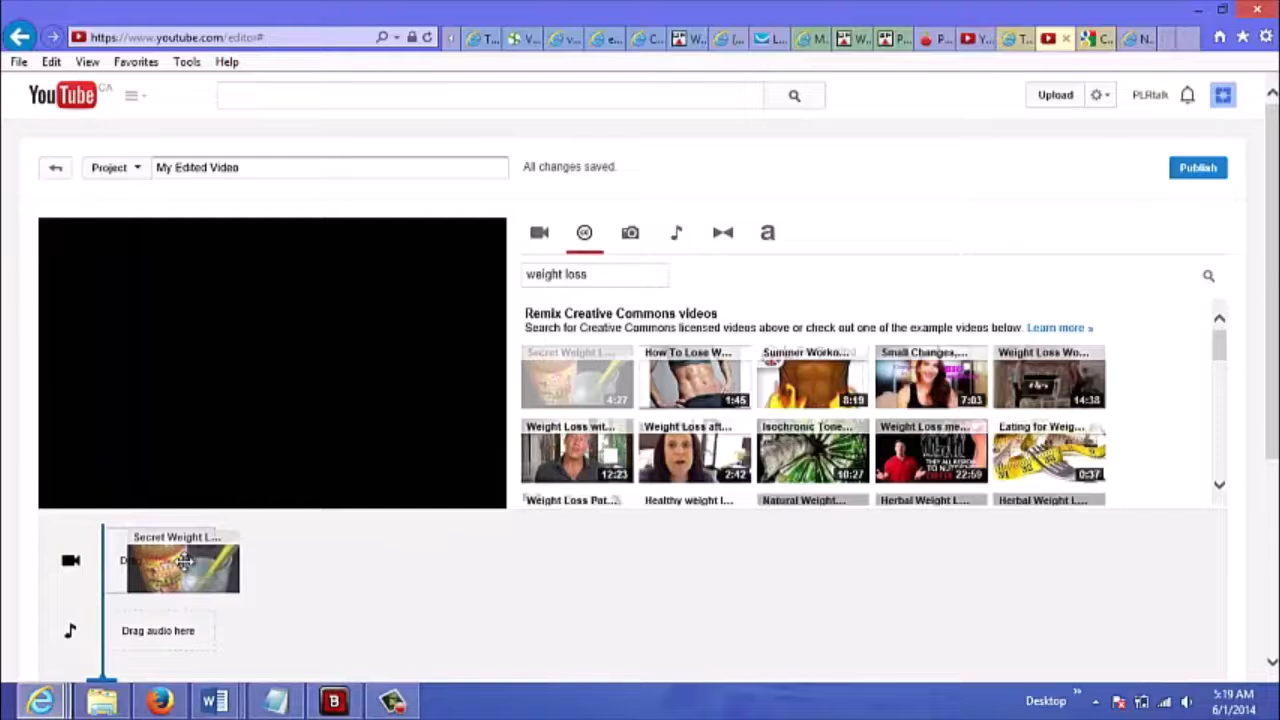 https://www.youtube.com/editor#
T... V... v... e... C... W... (... L... M... W... P... P... Y... T... C... N...
File Edit View Favorites Tools Help
YouTube CA
Upload
PLRtalk
Project
My Edited Video
All changes saved.
Publish
weight loss
Remix Creative Commons videos
Search for Creative Commons licensed videos above or check out one of the example videos below. Learn more »
Secret Weight L... How To Lose W... Summer Worko... Small Changes,... Weight Loss Wo...
4:27 1:45 8:19 7:03 14:38
Weight Loss wit... Weight Loss aft... Isochronic Tone... Weight Loss me... Eating for Weig...
12:23 2:42 10:27 22:59 0:37
Weight Loss Pat... Healthy weight l... Natural Weight... Herbal Weight L... Herbal Weight L...
Secret Weight L...
Drag audio here
Desktop
5:19 AM
6/1/2014